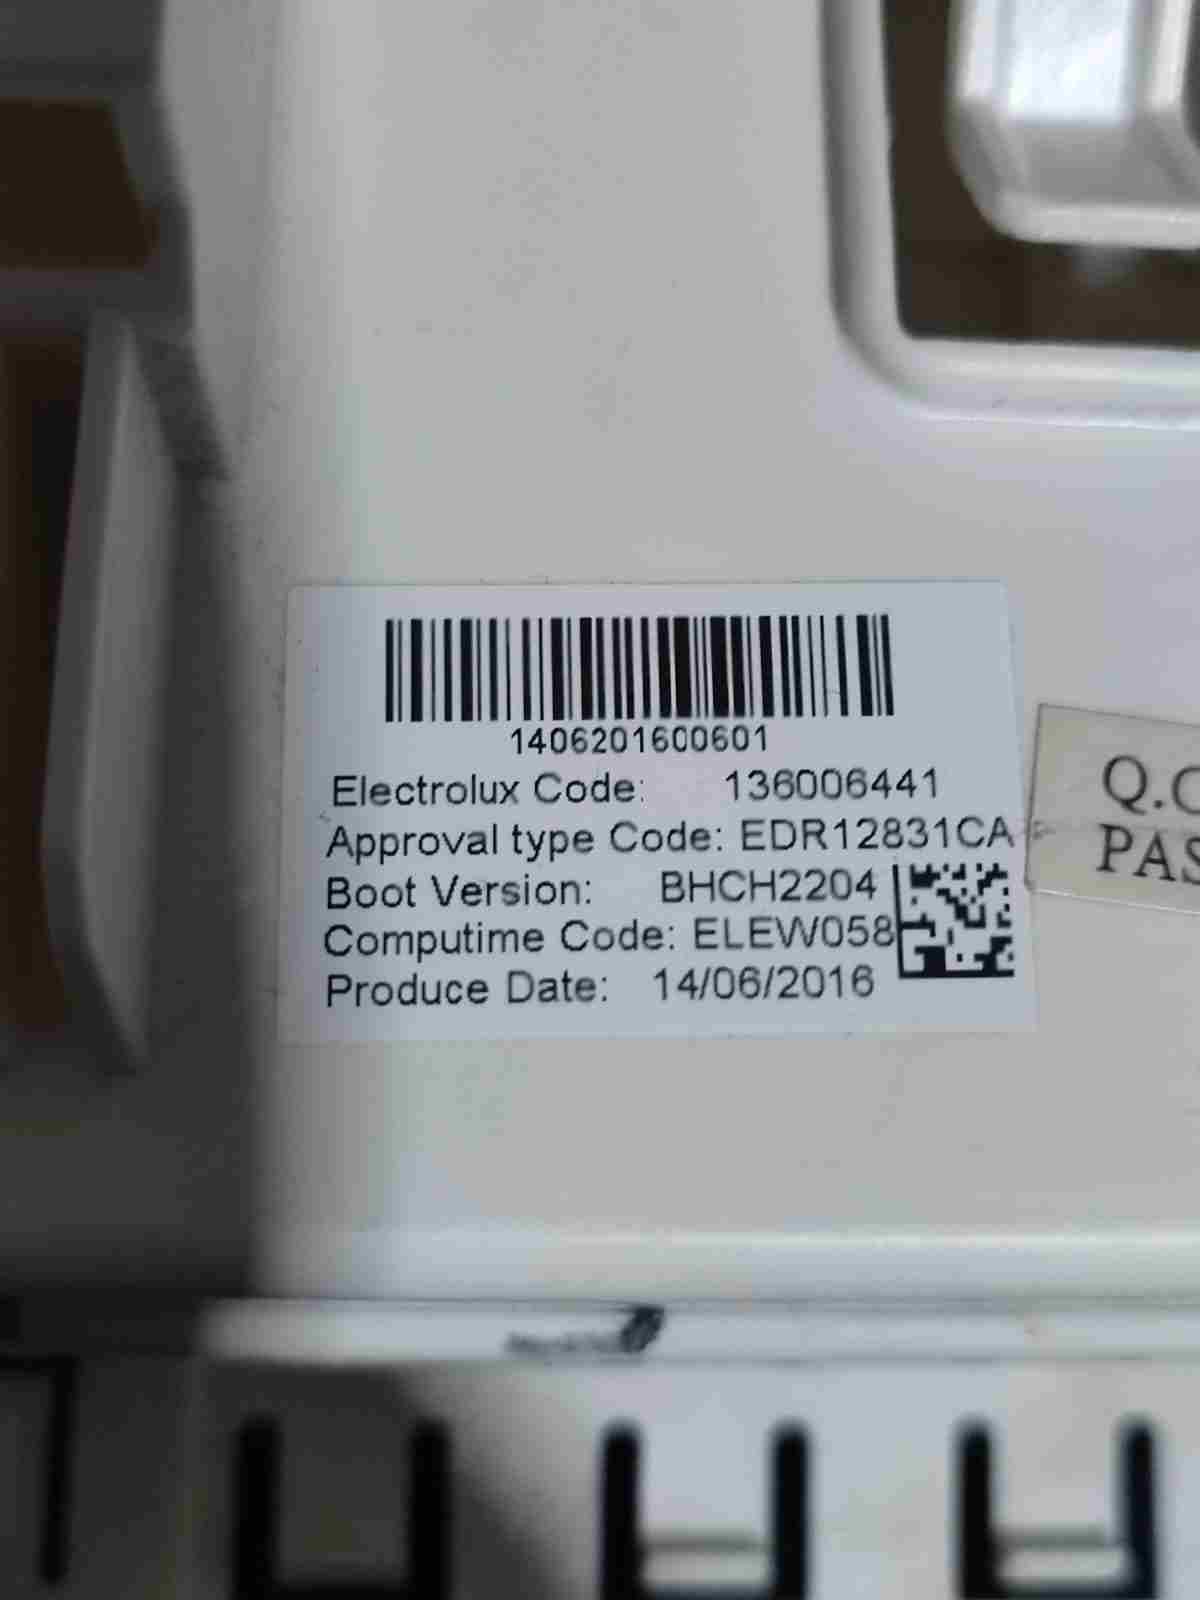 1406201600601
Electrolux Code: 136006441
Approval type Code: EDR12831CA
Boot Version: BHCH2204
Computime Code: ELEW058
Produce Date: 14/06/2016
Q.C
PAS